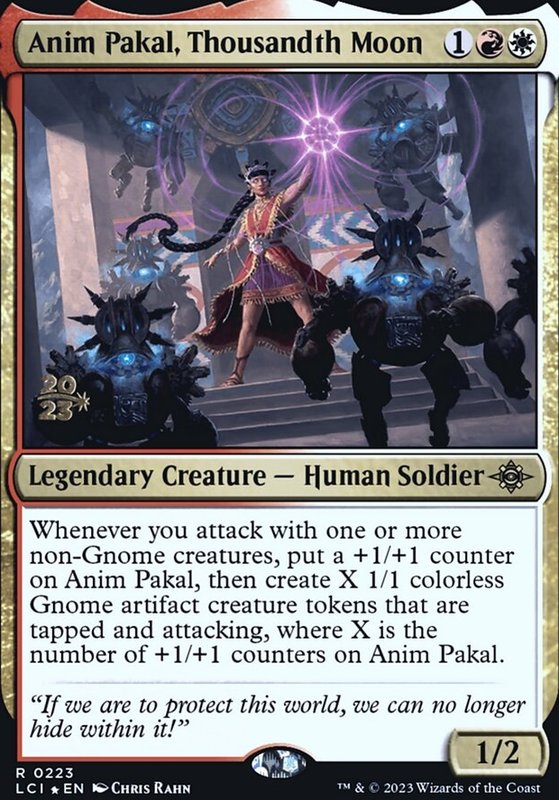 Anim Pakal, Thousandth Moon 1
20
23
Legendary Creature — Human Soldier
Whenever you attack with one or more
non-Gnome creatures, put a +1/+1 counter
on Anim Pakal, then create X 1/1 colorless
Gnome artifact creature tokens that are
tapped and attacking, where X is the
number of +1/+1 counters on Anim Pakal.
“If we are to protect this world, we can no longer
hide within it!”
1/2
R 0223
LCI ★ EN Chris Rahn
™ & © 2023 Wizards of the Coast